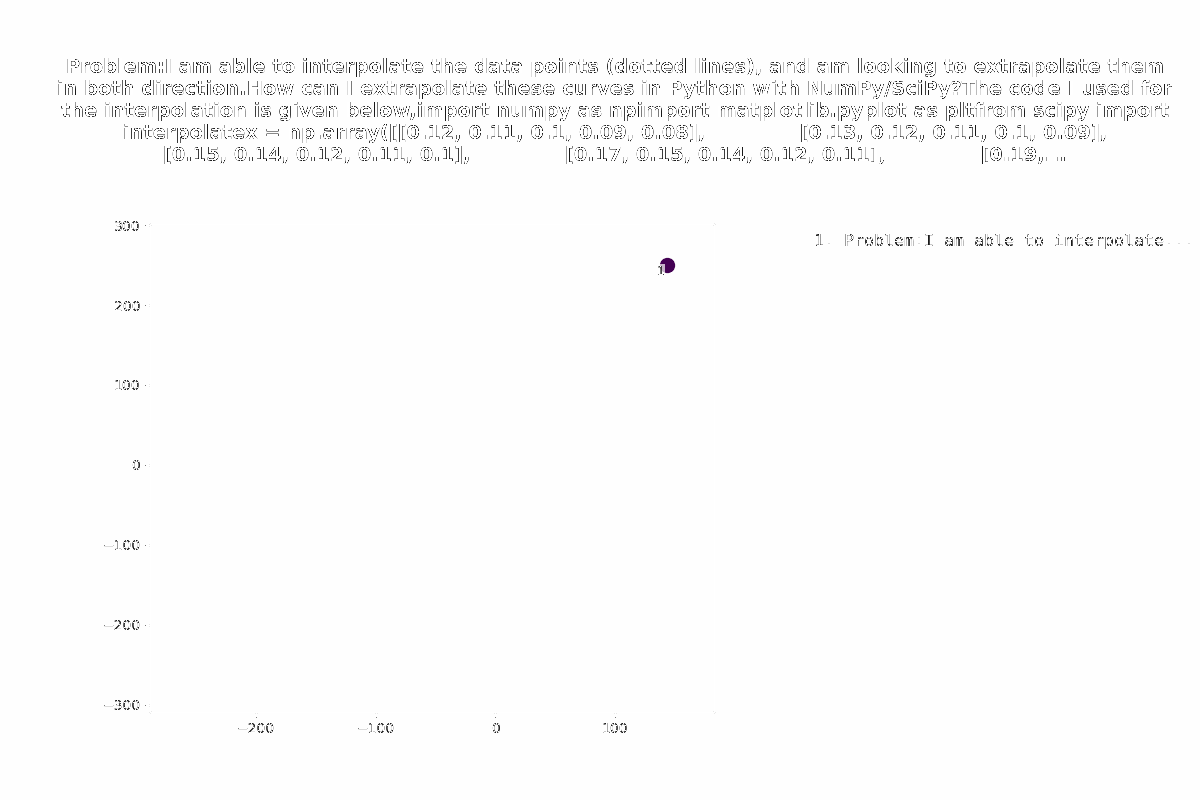 Problem:I am able to interpolate the data points (dotted lines), and am looking to extrapolate them
in both direction.How can I extrapolate these curves in Python with NumPy/SciPy?The code I used for
the interpolation is given below,import numpy as npimport matplotlib.pyplot as pltfrom scipy import
interpolatex = np.array([[0.12, 0.11, 0.1, 0.09, 0.08], [0.13, 0.12, 0.11, 0.1, 0.09],
[0.15, 0.14, 0.12, 0.11, 0.1], [0.17, 0.15, 0.14, 0.12, 0.11], [0.19,...
300
1. Problem:I am able to interpolate...
1
200
100
0
−100
−200
−300
−200 −100 0 100